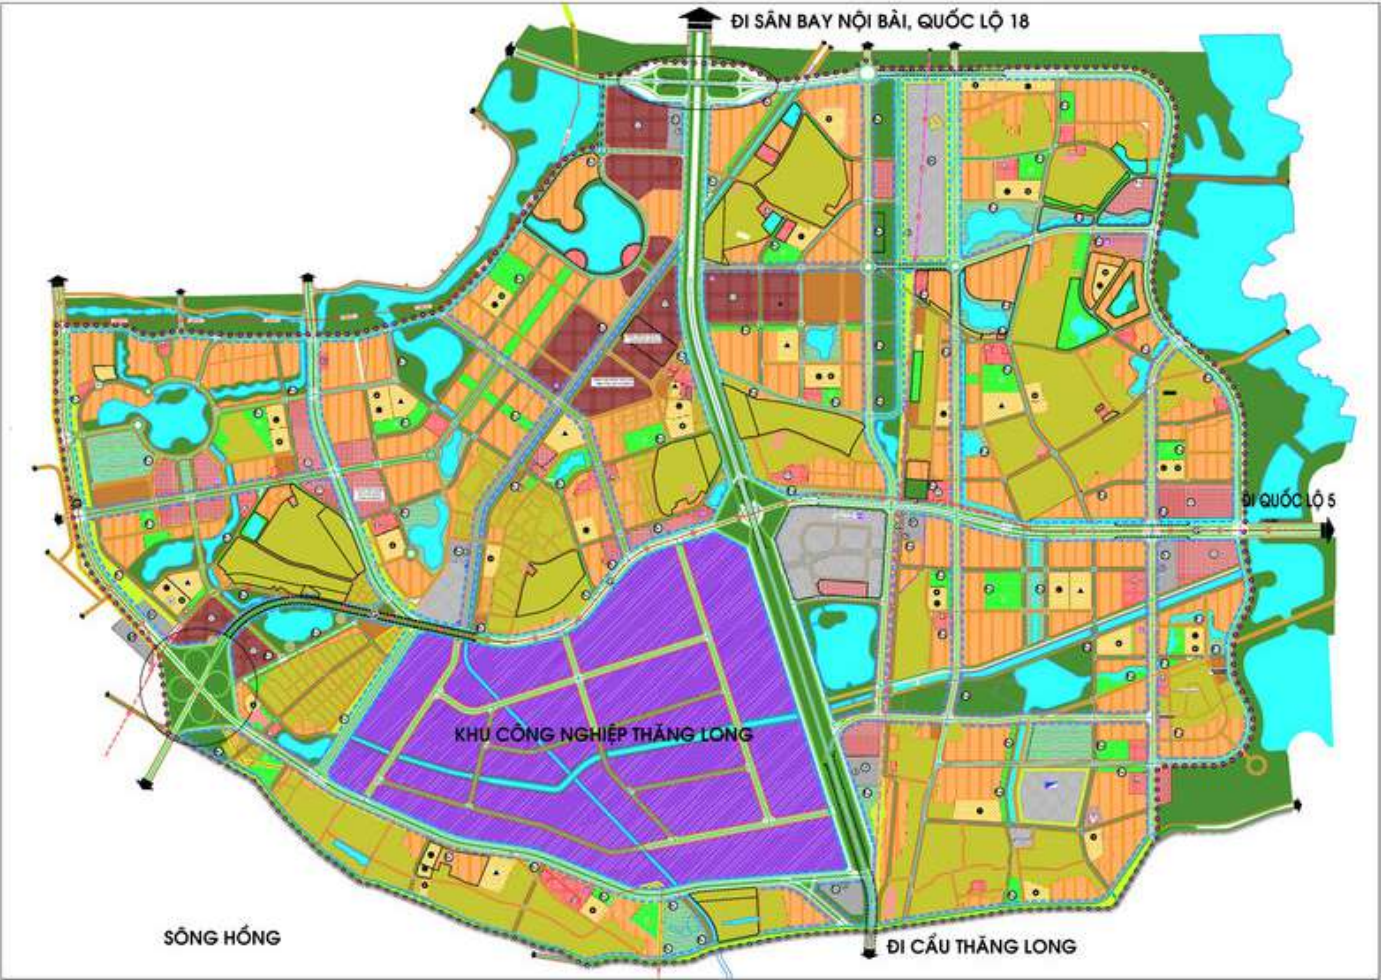 ĐI SÂN BAY NỘI BÀI, QUỐC LỘ 18
ĐI QUỐC LỘ 5
KHU CÔNG NGHIỆP THĂNG LONG
SÔNG HỒNG
ĐI CẦU THĂNG LONG